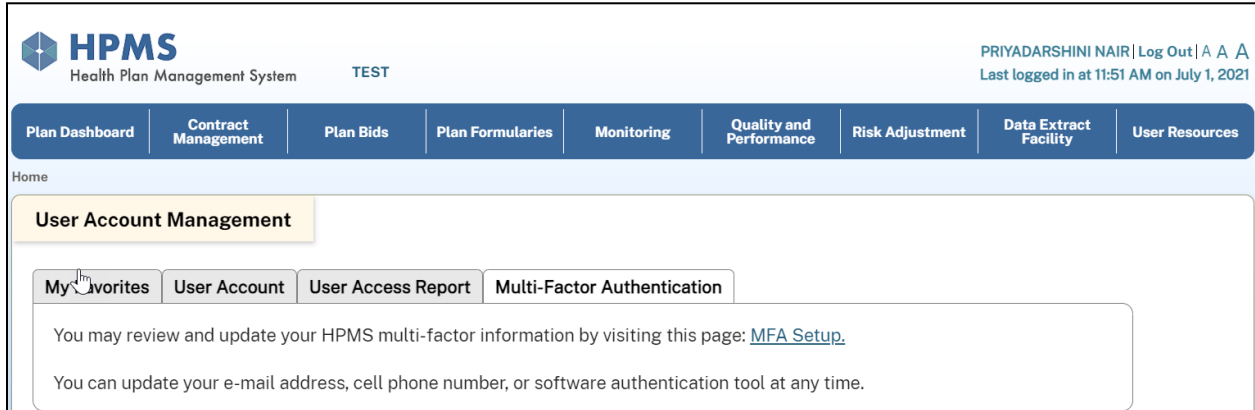 HPMS
Health Plan Management System
TEST
PRIYADARSHINI NAIR | Log Out | A A A
Last logged in at 11:51 AM on July 1, 2021
Plan Dashboard
Contract
Management
Plan Bids
Plan Formularies
Monitoring
Quality and
Performance
Risk Adjustment
Data Extract
Facility
User Resources
Home
User Account Management
My Favorites
User Account
User Access Report
Multi-Factor Authentication
You may review and update your HPMS multi-factor information by visiting this page: MFA Setup.
You can update your e-mail address, cell phone number, or software authentication tool at any time.